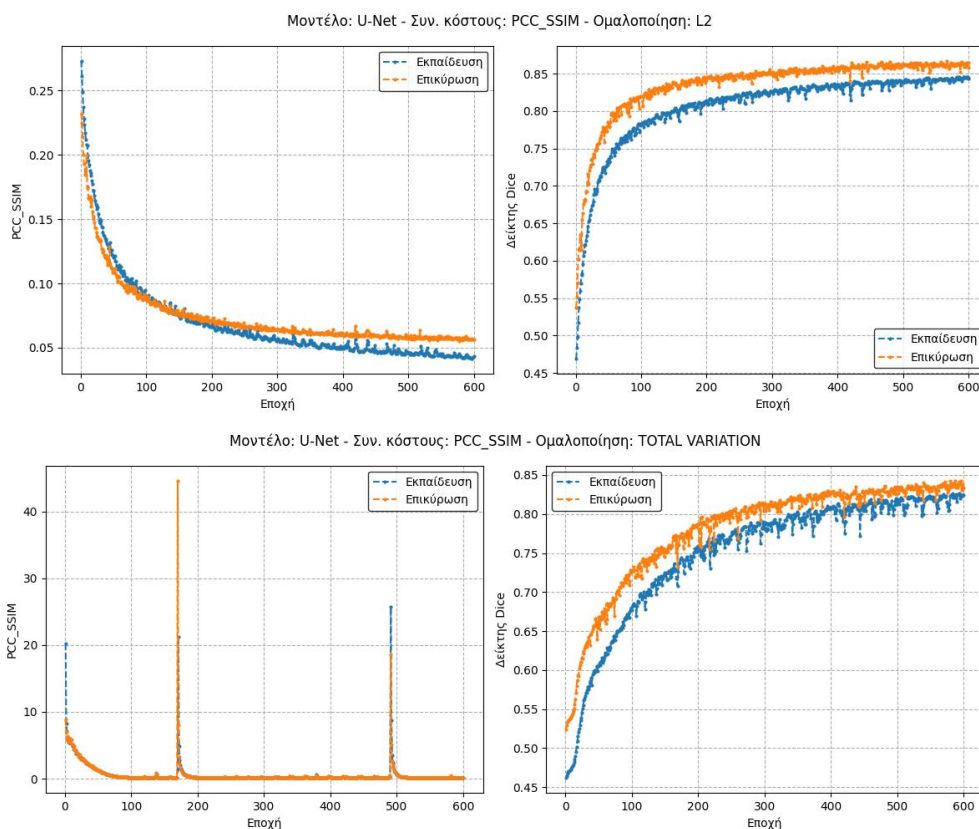 Μοντέλο: U-Net - Συν. κόστους: PCC_SSIM - Ομαλοποίηση: L2
PCC_SSIM
0.25
0.20
0.15
0.10
0.05
Εκπαίδευση
Επικύρωση
0 100 200 300 400 500 600
Εποχή
Δείκτης Dice
0.85
0.80
0.75
0.70
0.65
0.60
0.55
0.50
0.45
Εκπαίδευση
Επικύρωση
0 100 200 300 400 500 600
Εποχή
Μοντέλο: U-Net - Συν. κόστους: PCC_SSIM - Ομαλοποίηση: TOTAL VARIATION
PCC_SSIM
40
30
20
10
0
Εκπαίδευση
Επικύρωση
0 100 200 300 400 500 600
Εποχή
Δείκτης Dice
0.85
0.80
0.75
0.70
0.65
0.60
0.55
0.50
0.45
Εκπαίδευση
Επικύρωση
0 100 200 300 400 500 600
Εποχή